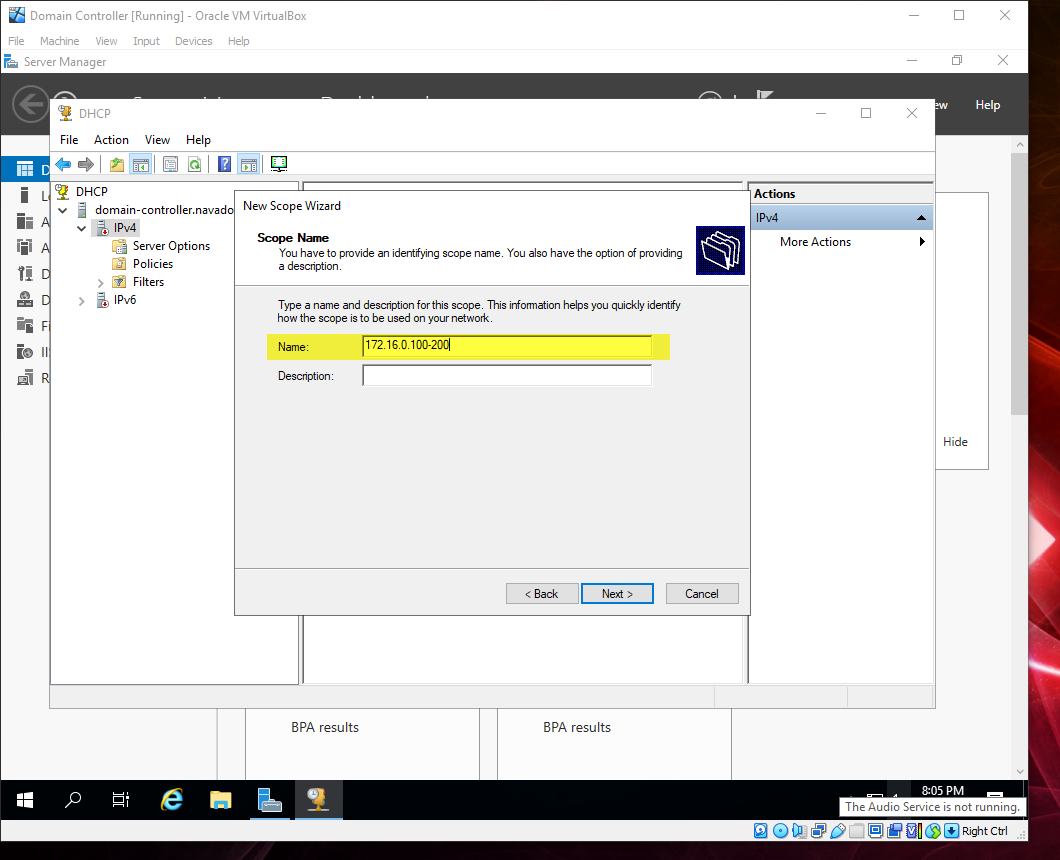 Domain Controller [Running] - Oracle VM VirtualBox
File Machine View Input Devices Help
Server Manager
ew Help
DHCP
File Action View Help
DHCP
domain-controller.navado
IPv4
Server Options
Policies
Filters
IPv6
New Scope Wizard
Scope Name
You have to provide an identifying scope name. You also have the option of providing
a description.
Type a name and description for this scope. This information helps you quickly identify
how the scope is to be used on your network.
Name: 172.16.0.100-200
Description:
< Back Next > Cancel
Actions
IPv4
More Actions
D
L
A
A
D
D
Fi
II
R
Hide
BPA results BPA results
8:05 PM
The Audio Service is not running.
Right Ctrl